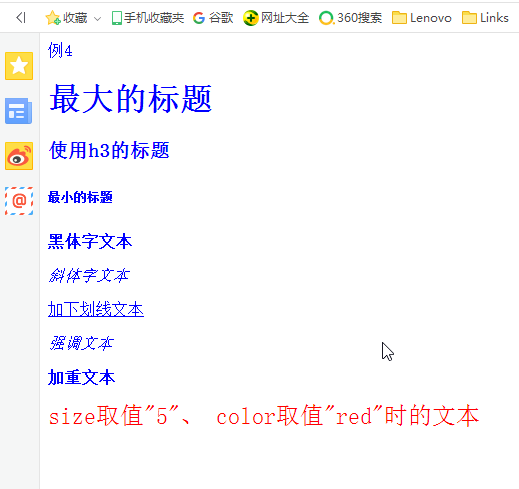 收藏 手机收藏夹 谷歌 网址大全 360搜索 Lenovo Links
例4
最大的标题
使用h3的标题
最小的标题
黑体字文本
斜体字文本
加下划线文本
强调文本
加重文本
size取值"5"、 color取值"red"时的文本